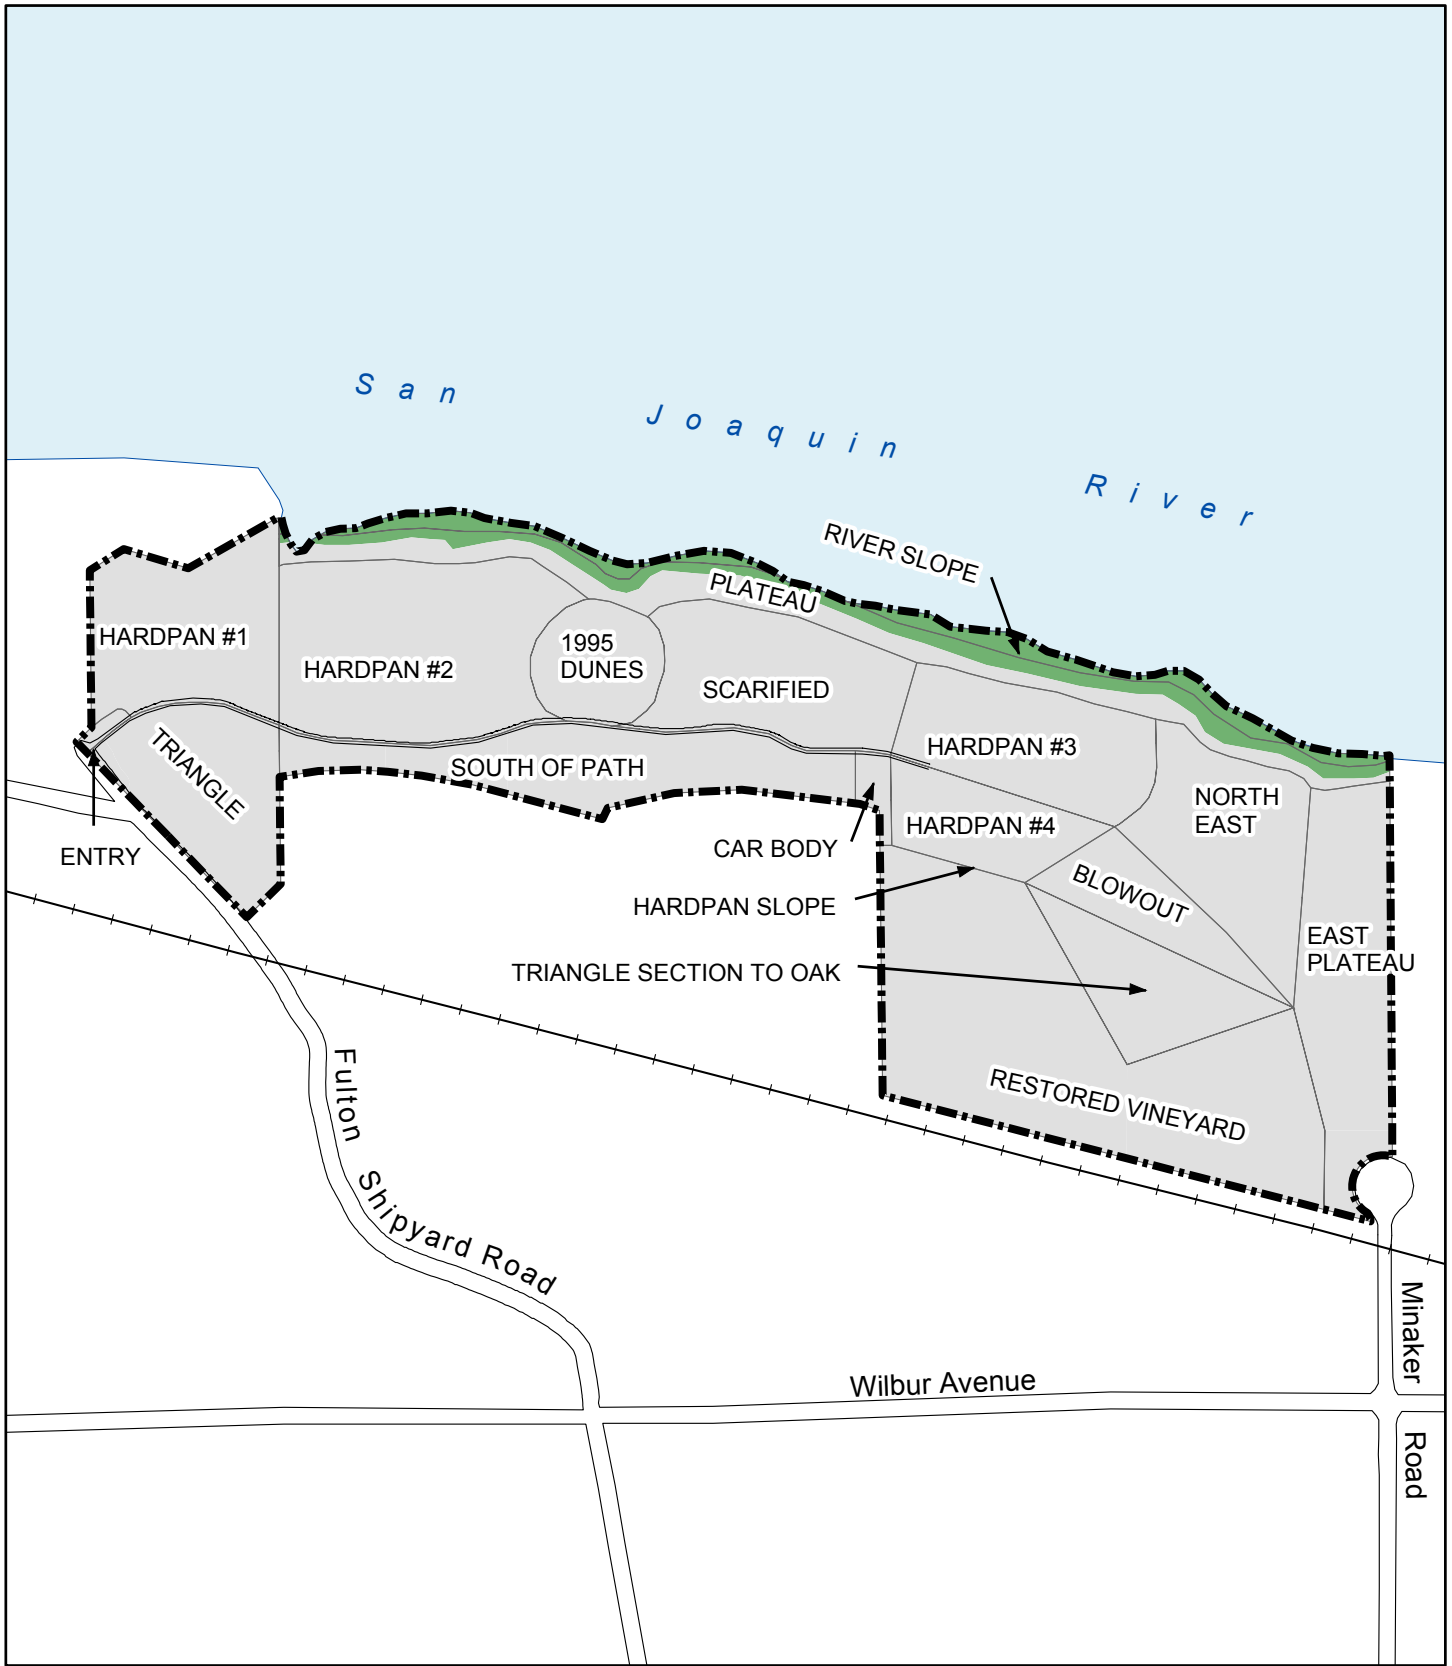 San Joaquin River
RIVER SLOPE
PLATEAU
HARDPAN #1
1995
DUNES
HARDPAN #2
SCARIFIED
HARDPAN #3
TRIANGLE
SOUTH OF PATH
NORTH
EAST
HARDPAN #4
CAR BODY
ENTRY
BLOWOUT
HARDPAN SLOPE
EAST
PLATEAU
TRIANGLE SECTION TO OAK
RESTORED VINEYARD
Fulton Shipyard Road
Minaker Road
Wilbur Avenue